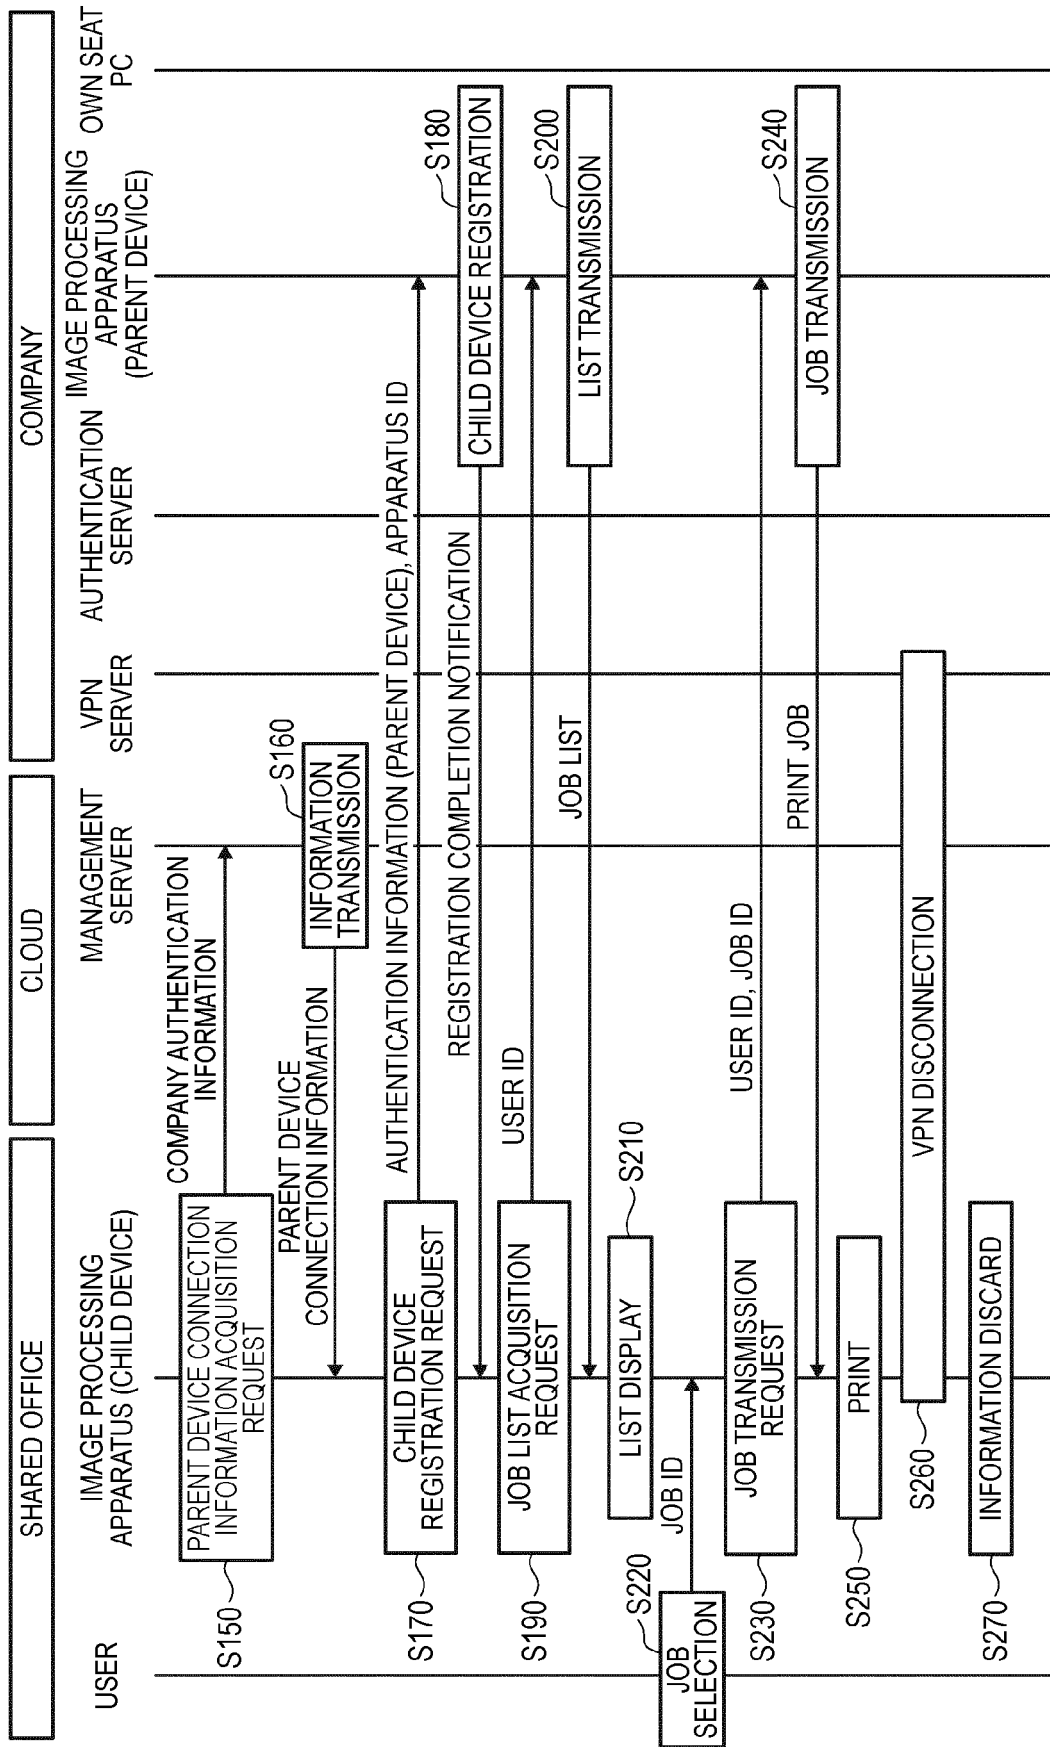 SHARED OFFICE
CLOUD
COMPANY
USER
IMAGE PROCESSING
APPARATUS (CHILD DEVICE)
MANAGEMENT
SERVER
VPN
SERVER
AUTHENTICATION
SERVER
IMAGE PROCESSING
APPARATUS
(PARENT DEVICE)
OWN SEAT
PC
S150
PARENT DEVICE CONNECTION
INFORMATION ACQUISITION
REQUEST
COMPANY AUTHENTICATION
INFORMATION
S160
INFORMATION
TRANSMISSION
PARENT DEVICE
CONNECTION INFORMATION
S170
CHILD DEVICE
REGISTRATION REQUEST
AUTHENTICATION INFORMATION (PARENT DEVICE), APPARATUS ID
S180
CHILD DEVICE REGISTRATION
REGISTRATION COMPLETION NOTIFICATION
S190
JOB LIST ACQUISITION
REQUEST
USER ID
S200
LIST TRANSMISSION
JOB LIST
S210
LIST DISPLAY
S220
JOB
SELECTION
JOB ID
S230
JOB TRANSMISSION
REQUEST
USER ID, JOB ID
S240
JOB TRANSMISSION
PRINT JOB
S250
PRINT
S260
VPN DISCONNECTION
S270
INFORMATION DISCARD